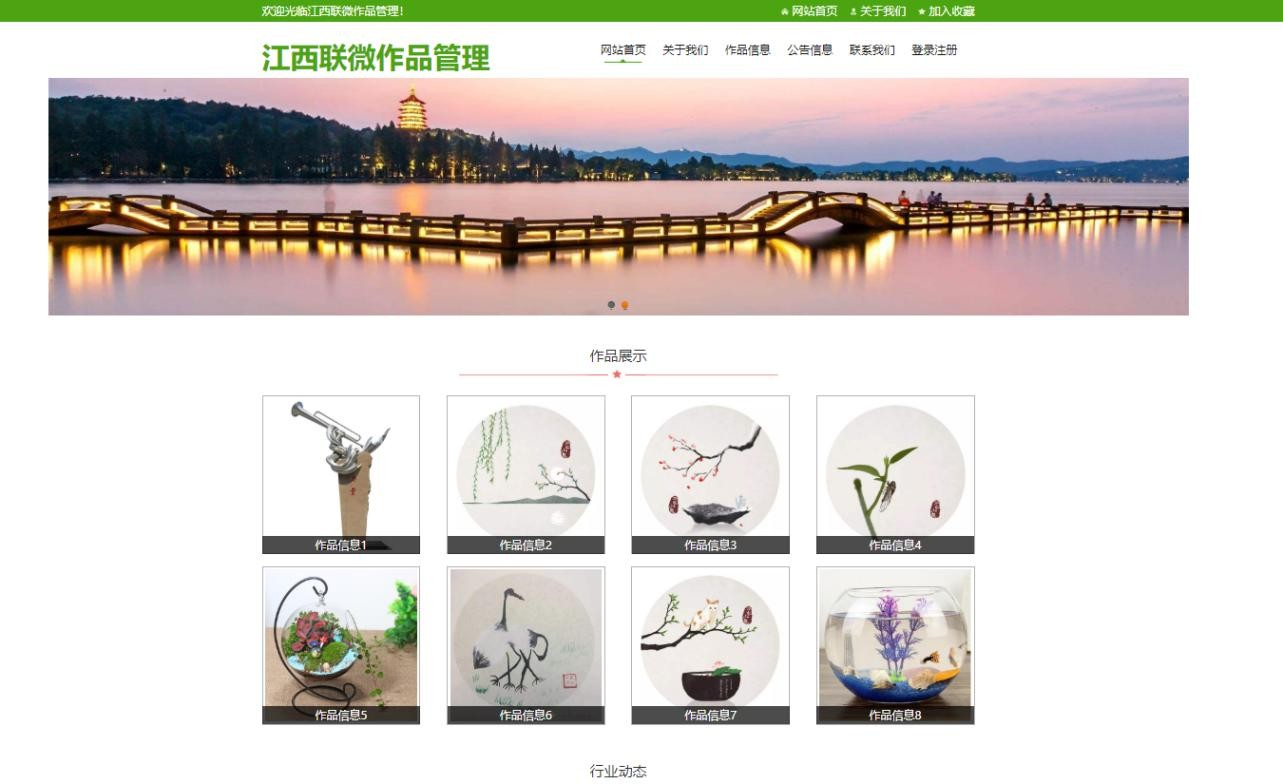 欢迎光临江西联微作品管理！
网站首页 关于我们 加入收藏
江西联微作品管理
网站首页 关于我们 作品信息 公告信息 联系我们 登录注册
作品展示
作品信息1 作品信息2 作品信息3 作品信息4
作品信息5 作品信息6 作品信息7 作品信息8
行业动态